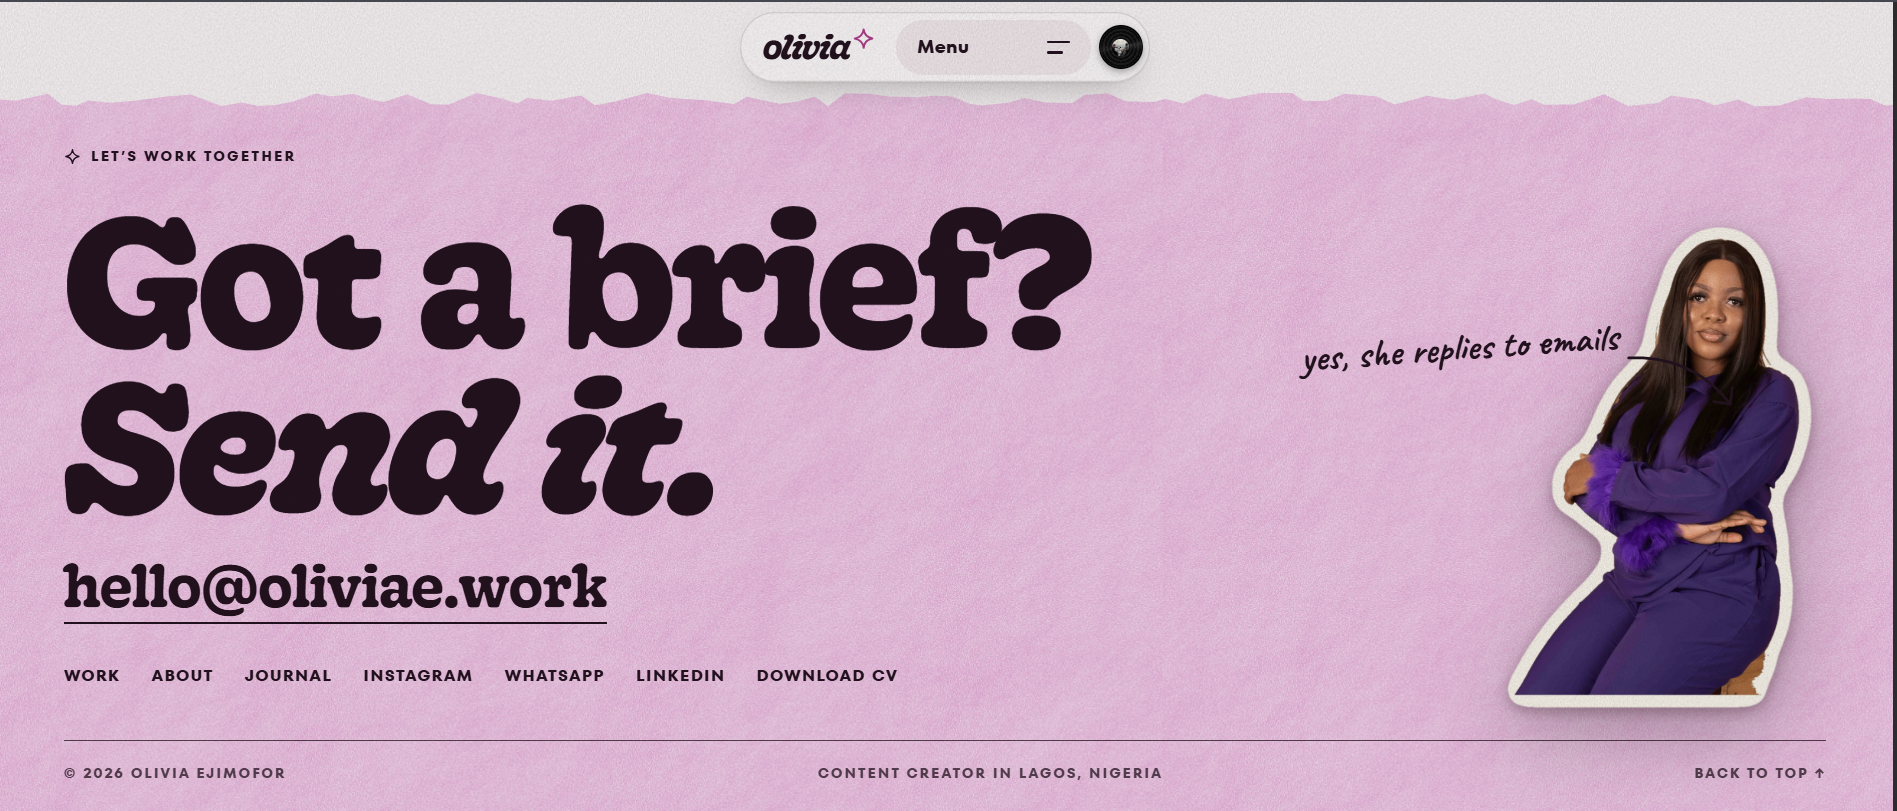 olivia
Menu
LET’S WORK TOGETHER
Got a brief?
Send it.
yes, she replies to emails
hello@oliviae.work
WORK ABOUT JOURNAL INSTAGRAM WHATSAPP LINKEDIN DOWNLOAD CV
© 2026 OLIVIA EJIMOFOR CONTENT CREATOR IN LAGOS, NIGERIA BACK TO TOP ↑